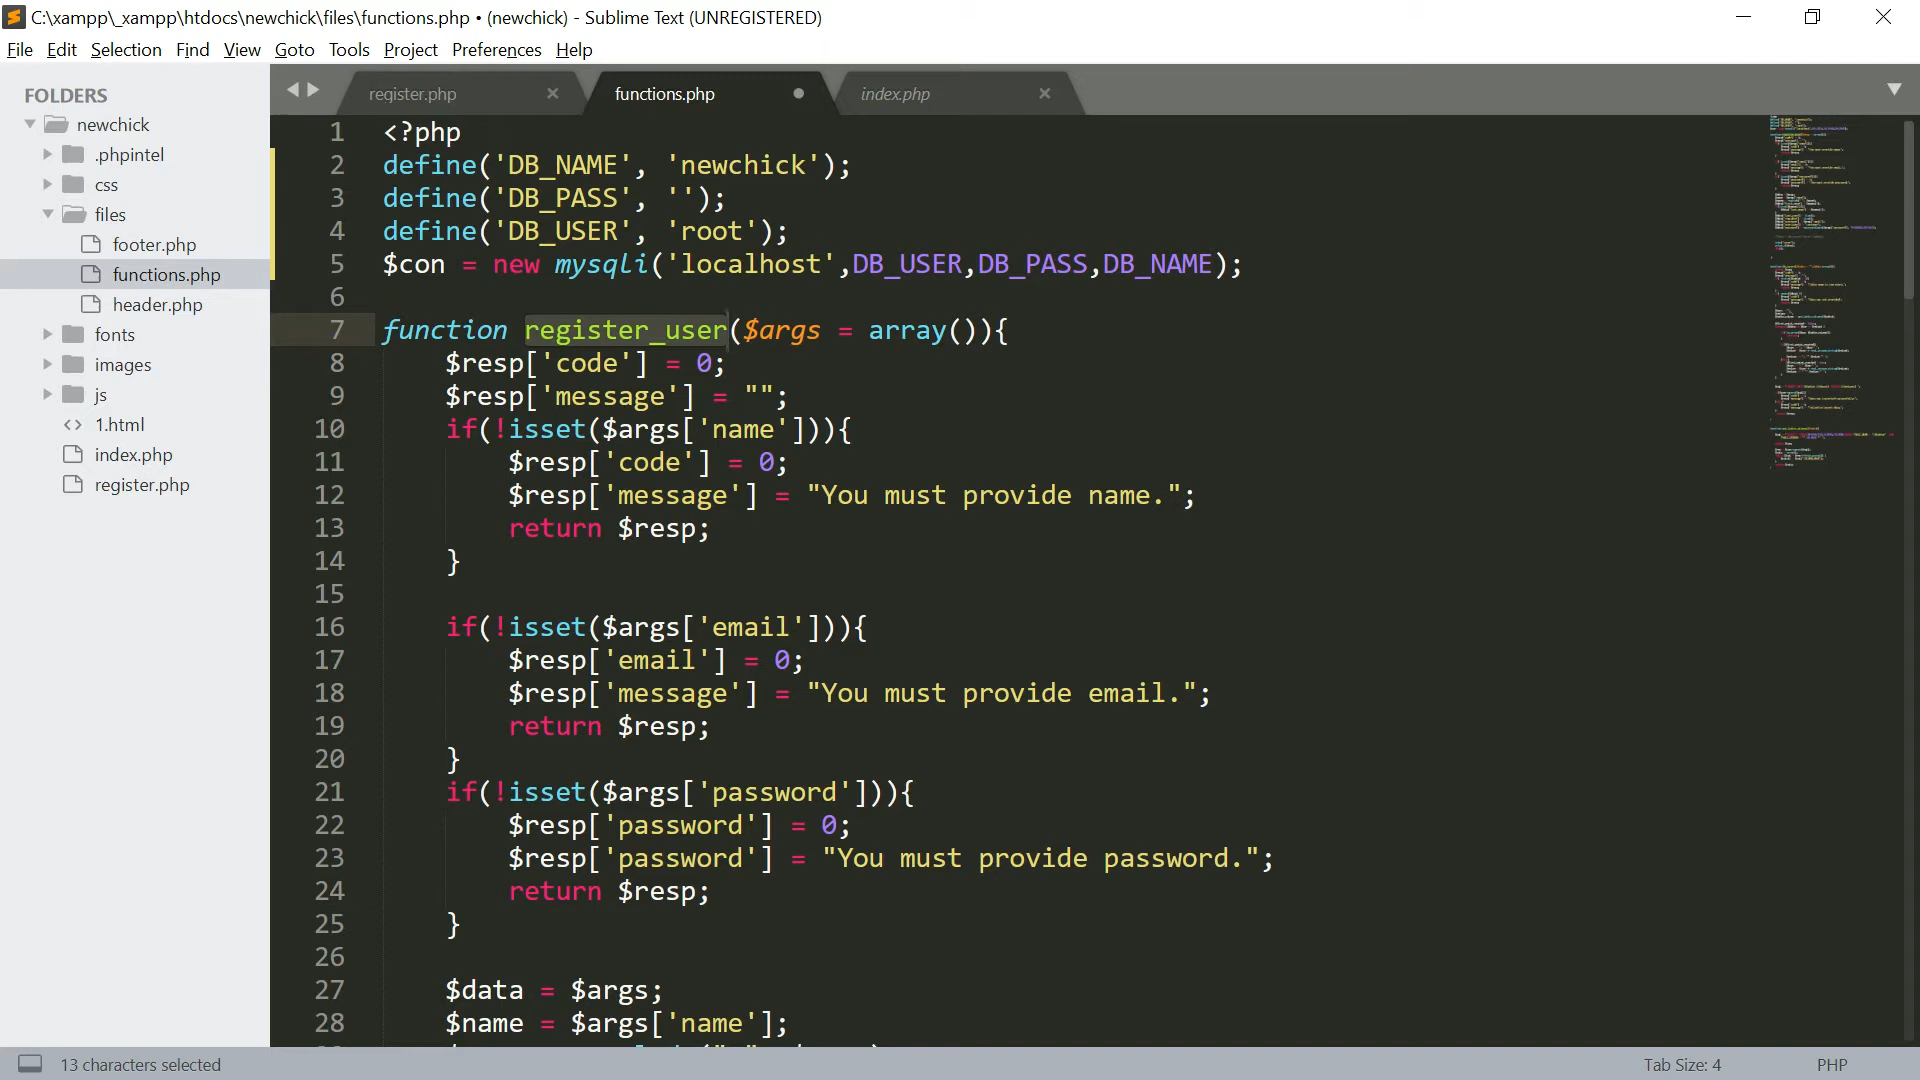 C:\xampp\_xampp\htdocs\newchick\files\functions.php • (newchick) - Sublime Text (UNREGISTERED)
File Edit Selection Find View Goto Tools Project Preferences Help
FOLDERS
newchick
.phpintel
css
files
footer.php
functions.php
header.php
fonts
images
js
1.html
index.php
register.php
register.php functions.php index.php
1 <?php
2 define('DB_NAME', 'newchick');
3 define('DB_PASS', '');
4 define('DB_USER', 'root');
5 $con = new mysqli('localhost',DB_USER,DB_PASS,DB_NAME);
6
7 function register_user($args = array()){
8 $resp['code'] = 0;
9 $resp['message'] = "";
10 if(!isset($args['name'])){
11 $resp['code'] = 0;
12 $resp['message'] = "You must provide name.";
13 return $resp;
14 }
15
16 if(!isset($args['email'])){
17 $resp['email'] = 0;
18 $resp['message'] = "You must provide email.";
19 return $resp;
20 }
21 if(!isset($args['password'])){
22 $resp['password'] = 0;
23 $resp['password'] = "You must provide password.";
24 return $resp;
25 }
26
27 $data = $args;
28 $name = $args['name'];
13 characters selected
Tab Size: 4
PHP